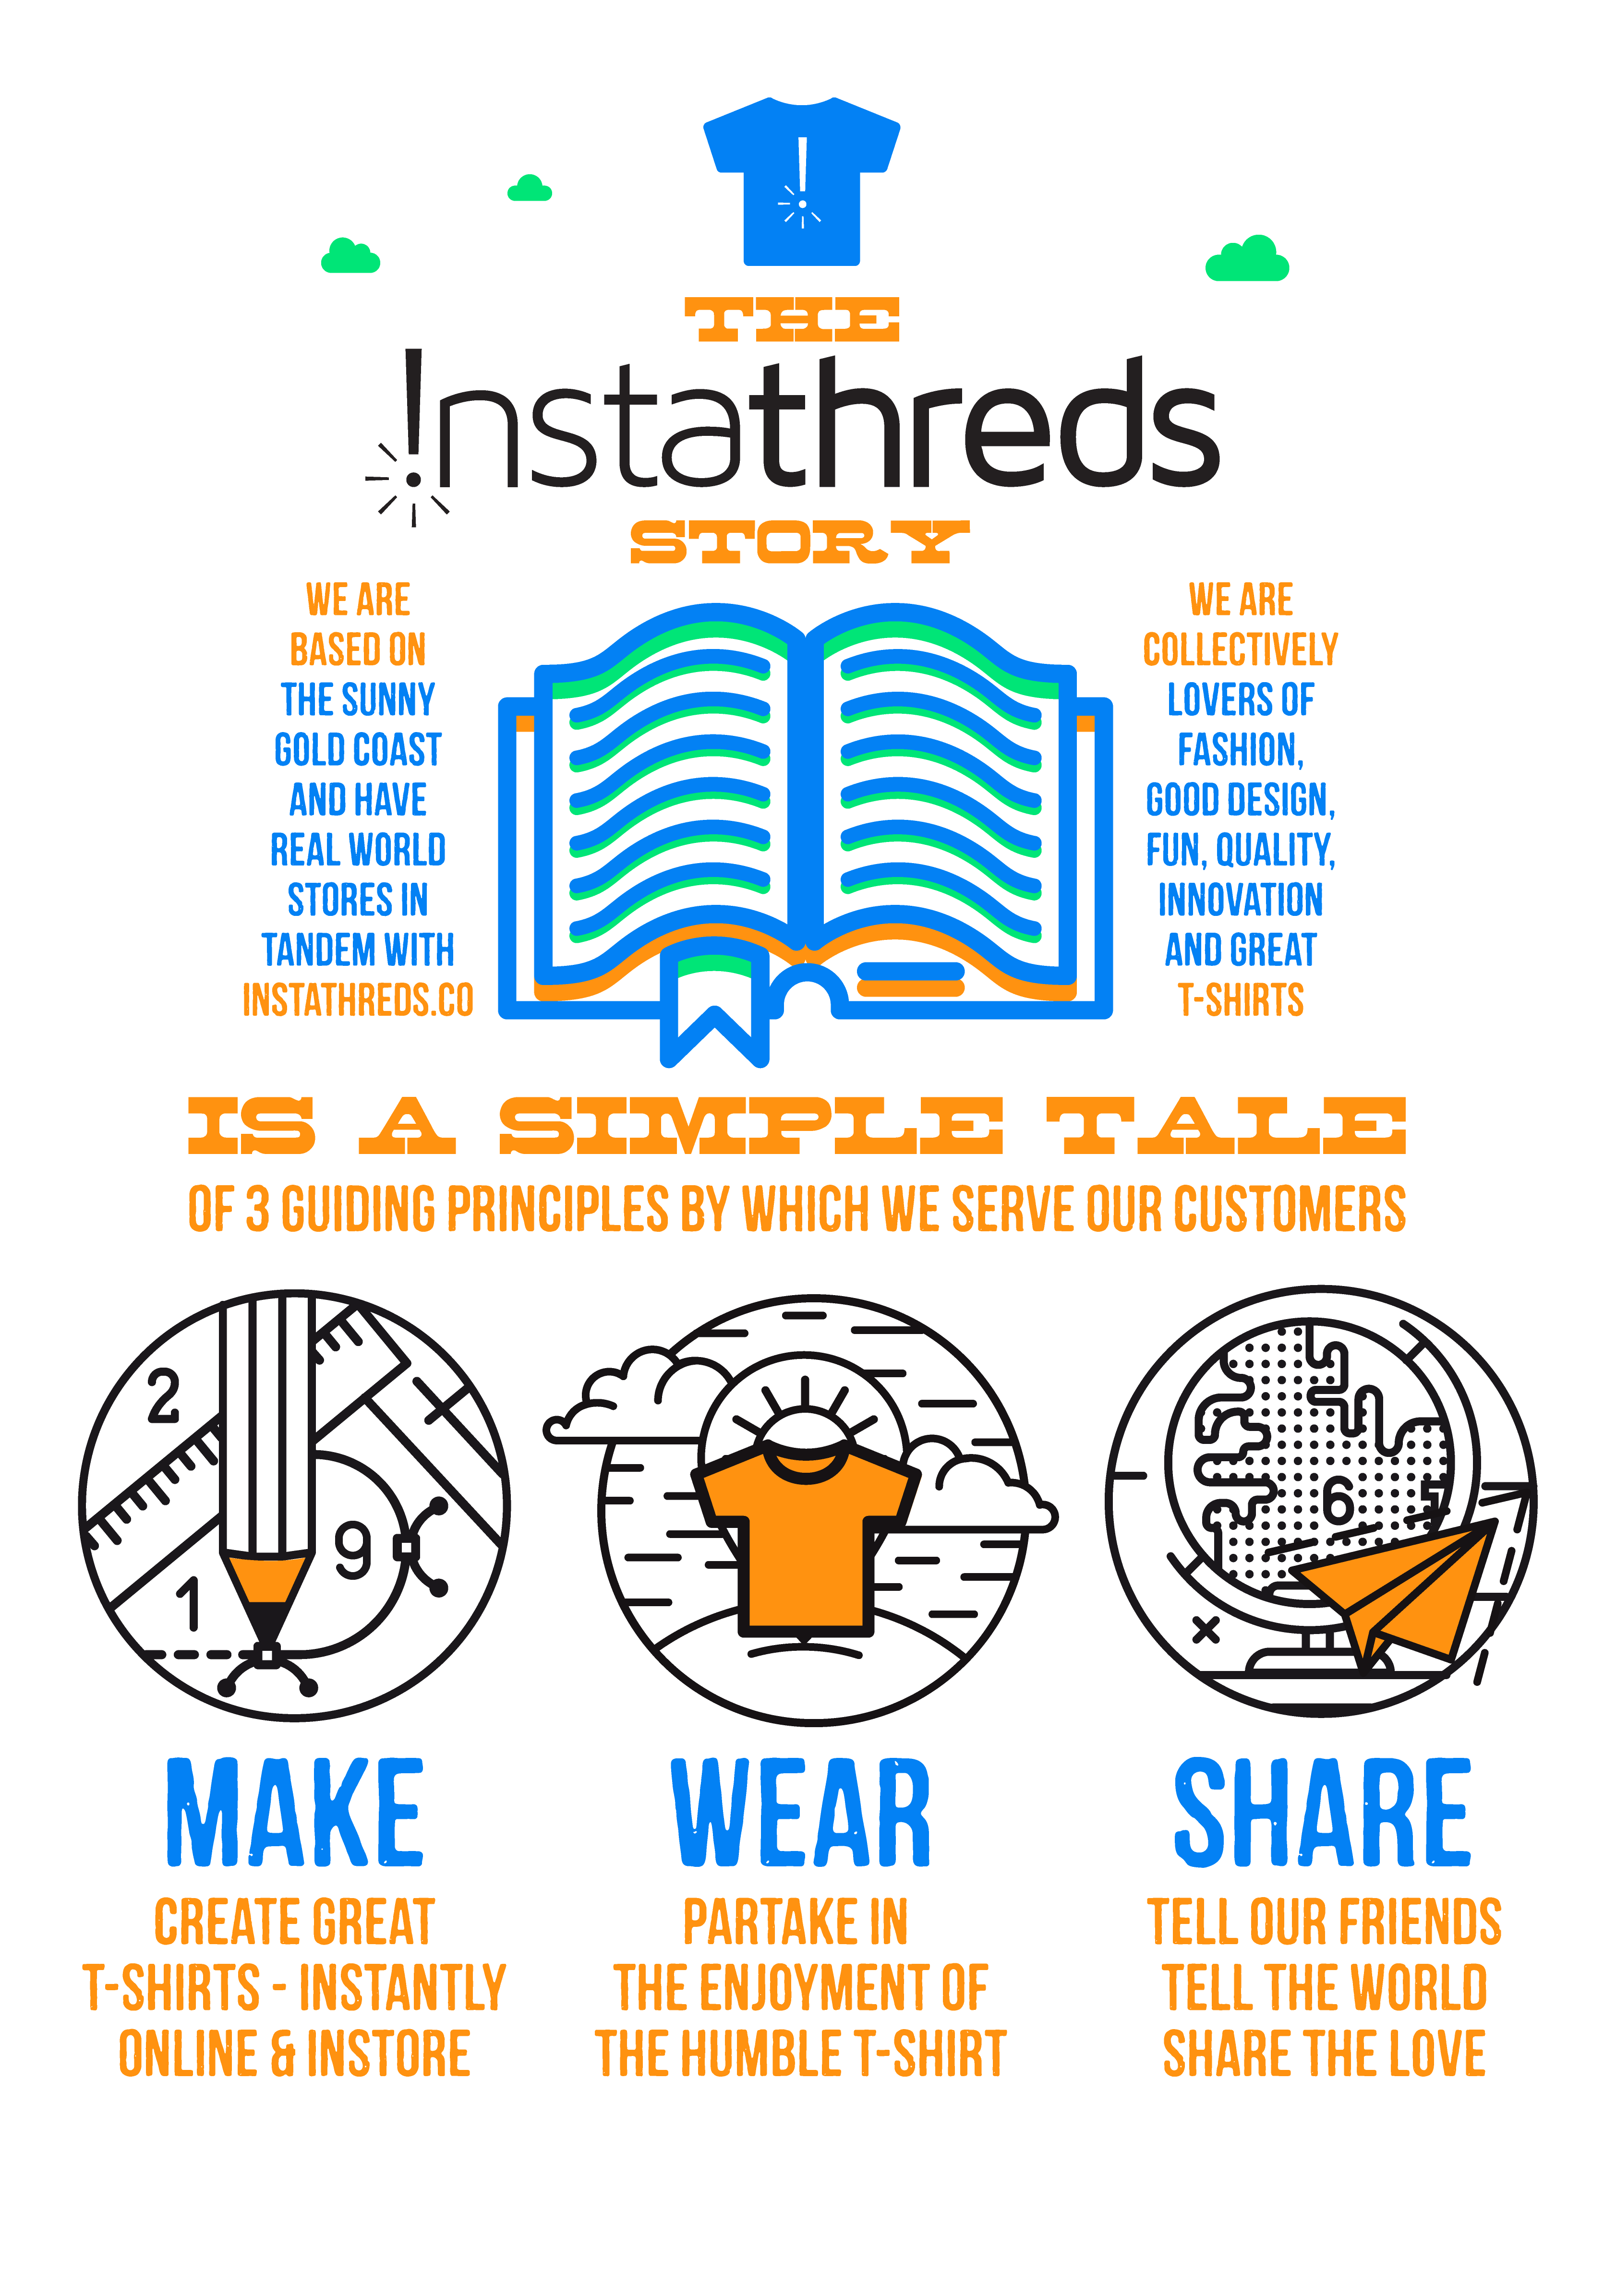 THE
!nstathreds
STORY
WE ARE
BASED ON
THE SUNNY
GOLD COAST
AND HAVE
REAL WORLD
STORES IN
TANDEM WITH
INSTATHREDS.CO
WE ARE
COLLECTIVELY
LOVERS OF
FASHION,
GOOD DESIGN,
FUN, QUALITY,
INNOVATION
AND GREAT
T-SHIRTS
IS A SIMPLE TALE
OF 3 GUIDING PRINCIPLES BY WHICH WE SERVE OUR CUSTOMERS
2
9
1
6
MAKE
CREATE GREAT
T-SHIRTS - INSTANTLY
ONLINE & INSTORE
WEAR
PARTAKE IN
THE ENJOYMENT OF
THE HUMBLE T-SHIRT
SHARE
TELL OUR FRIENDS
TELL THE WORLD
SHARE THE LOVE